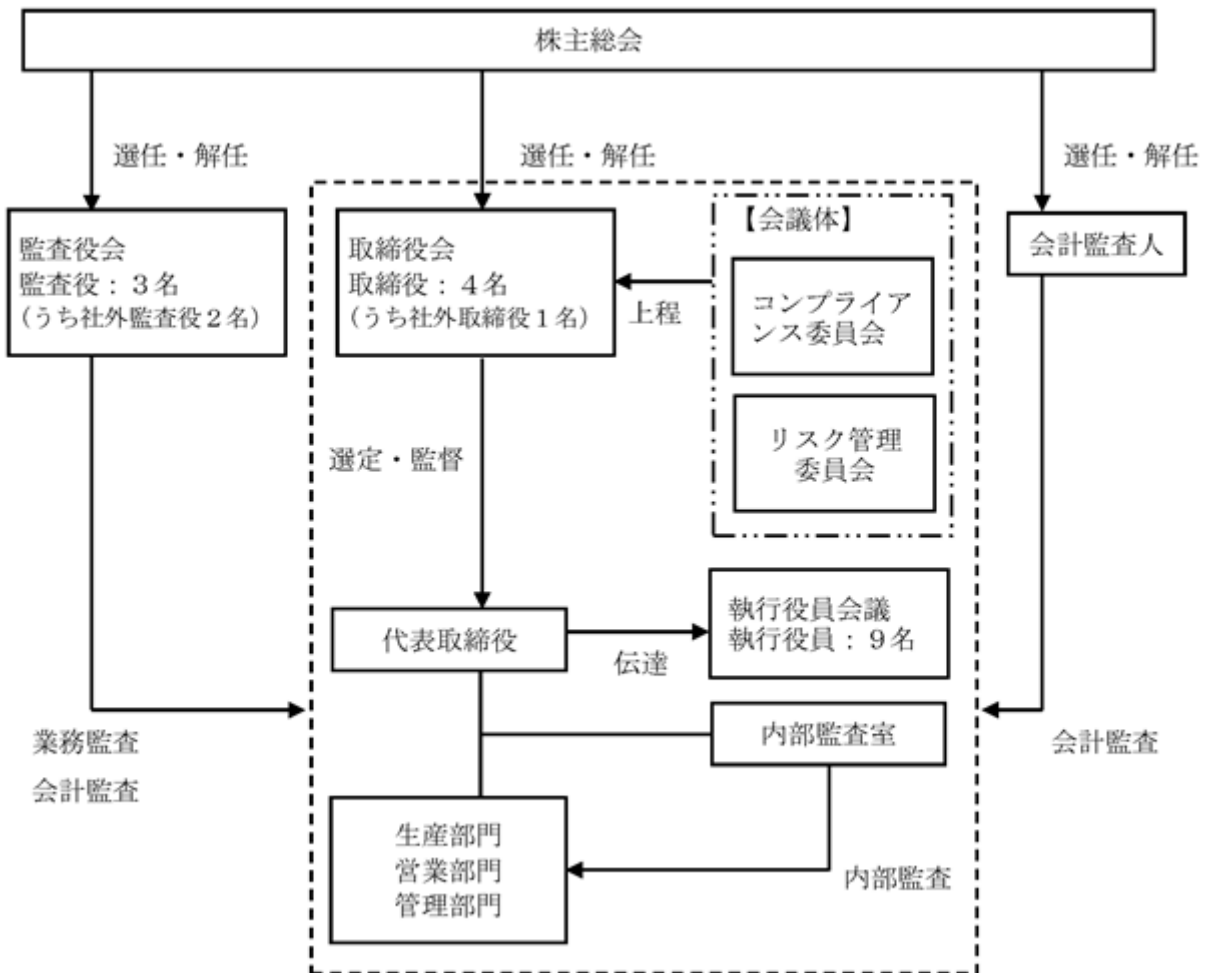 株主総会
選任・解任
選任・解任
選任・解任
監査役会
監査役：３名
(うち社外監査役２名)
取締役会
取締役：４名
(うち社外取締役１名)
上程
【会議体】
コンプライア
ンス委員会
リスク管理
委員会
会計監査人
選定・監督
代表取締役
伝達
執行役員会議
執行役員：９名
業務監査
会計監査
内部監査室
会計監査
生産部門
営業部門
管理部門
内部監査